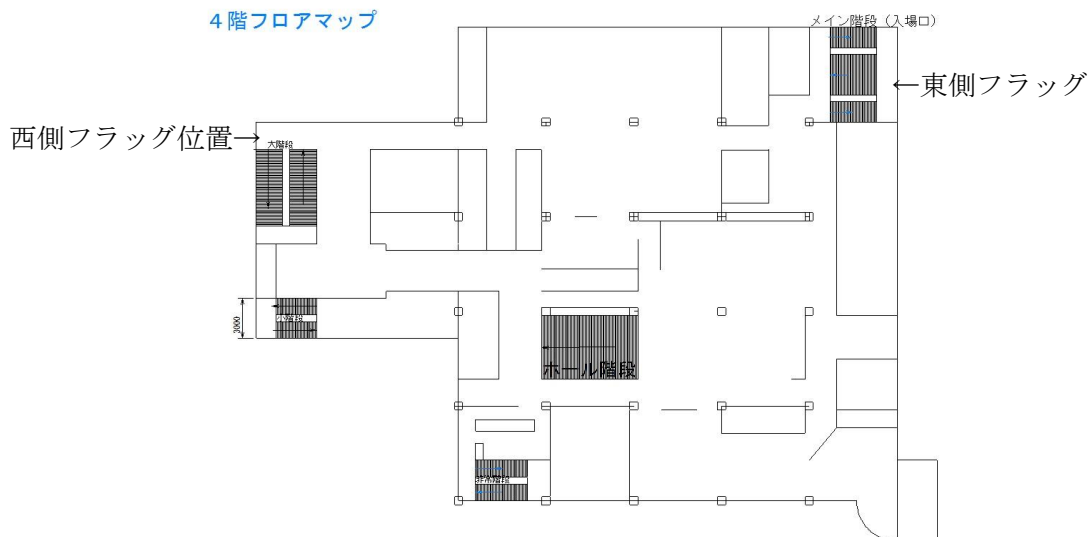 4階フロアマップ
メイン階段（入場口）
←東側フラッグ
西側フラッグ位置→
大階段
3000
小階段
ホール階段
非常階段